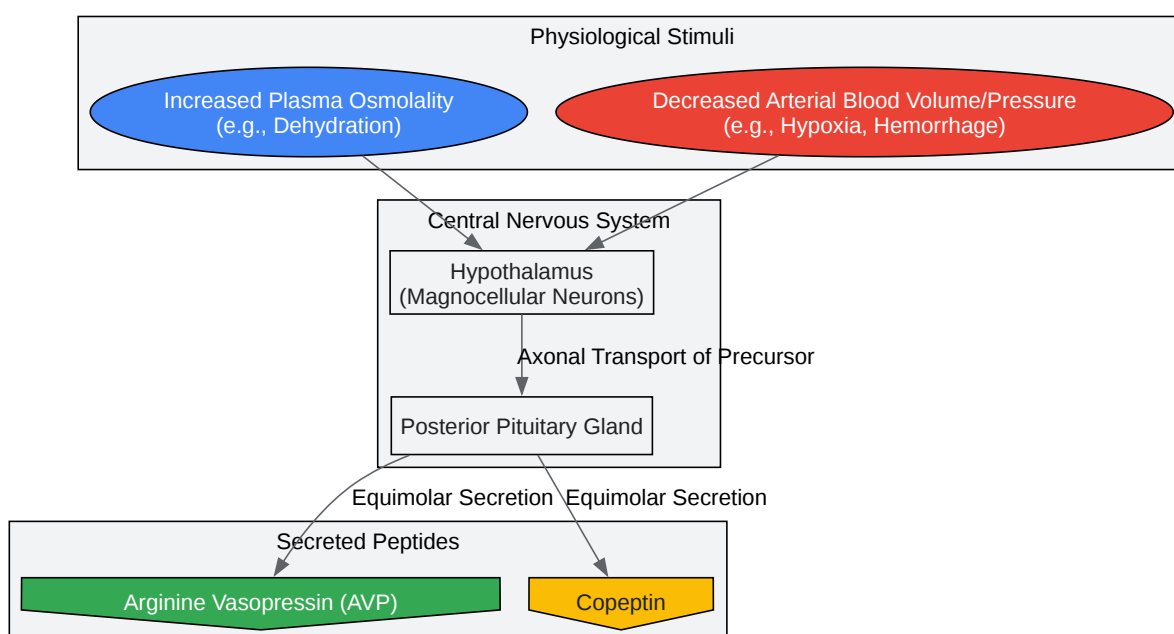 Physiological Stimuli
Increased Plasma Osmolality
(e.g., Dehydration)
Decreased Arterial Blood Volume/Pressure
(e.g., Hypoxia, Hemorrhage)
Central Nervous System
Hypothalamus
(Magnocellular Neurons)
Axonal Transport of Precursor
Posterior Pituitary Gland
Equimolar Secretion
Equimolar Secretion
Secreted Peptides
Arginine Vasopressin (AVP)
Copeptin